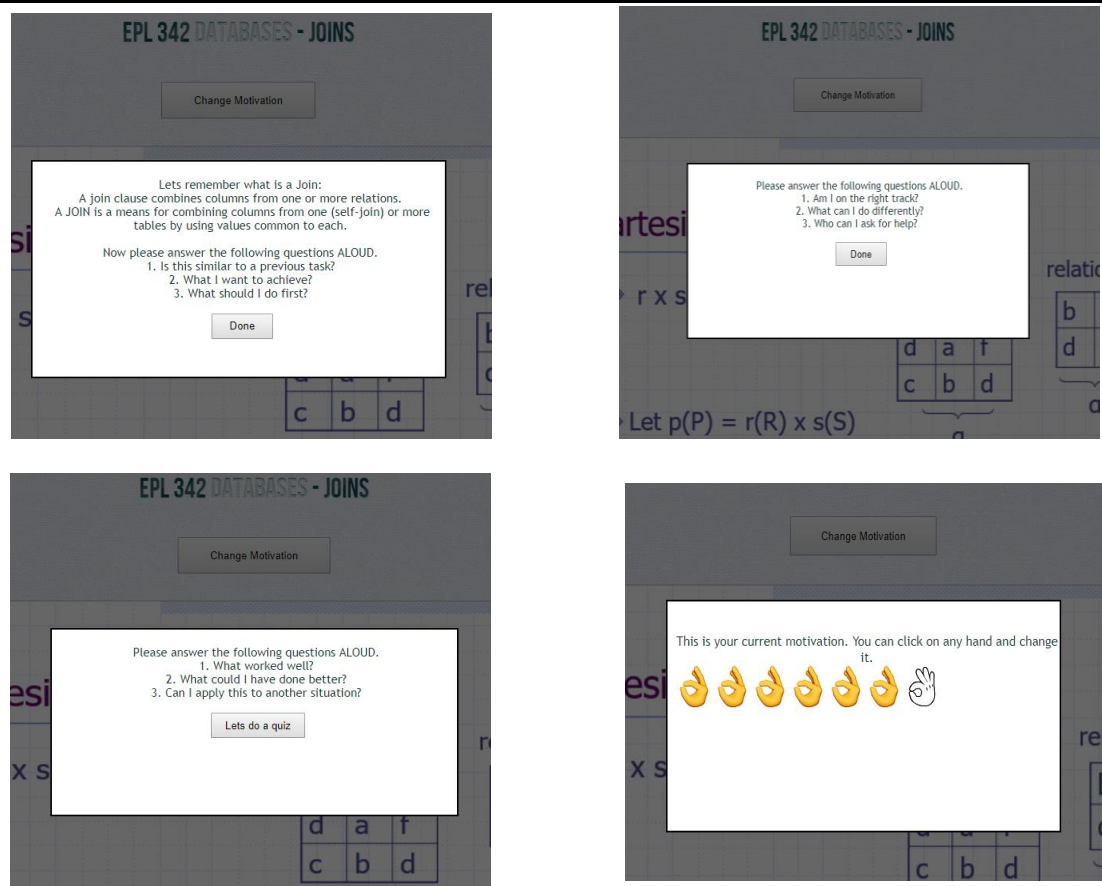 EPL 342 DATABASES - JOINS
Change Motivation
Lets remember what is a Join:
A join clause combines columns from one or more relations.
A JOIN is a means for combining columns from one (self-join) or more
tables by using values common to each.
Now please answer the following questions ALOUD.
1. Is this similar to a previous task?
2. What I want to achieve?
3. What should I do first?
Done
c b d
EPL 342 DATABASES - JOINS
Change Motivation
Please answer the following questions ALOUD.
1. Am I on the right track?
2. What can I do differently?
3. Who can I ask for help?
Done
artesi
r x s
relatio
b
d
d a f
c b d
Let p(P) = r(R) x s(S)
EPL 342 DATABASES - JOINS
Change Motivation
Please answer the following questions ALOUD.
1. What worked well?
2. What could I have done better?
3. Can I apply this to another situation?
Lets do a quiz
esi
x s
d a f
c b d
Change Motivation
This is your current motivation. You can click on any hand and change
it.
esi
x s
re
c b d